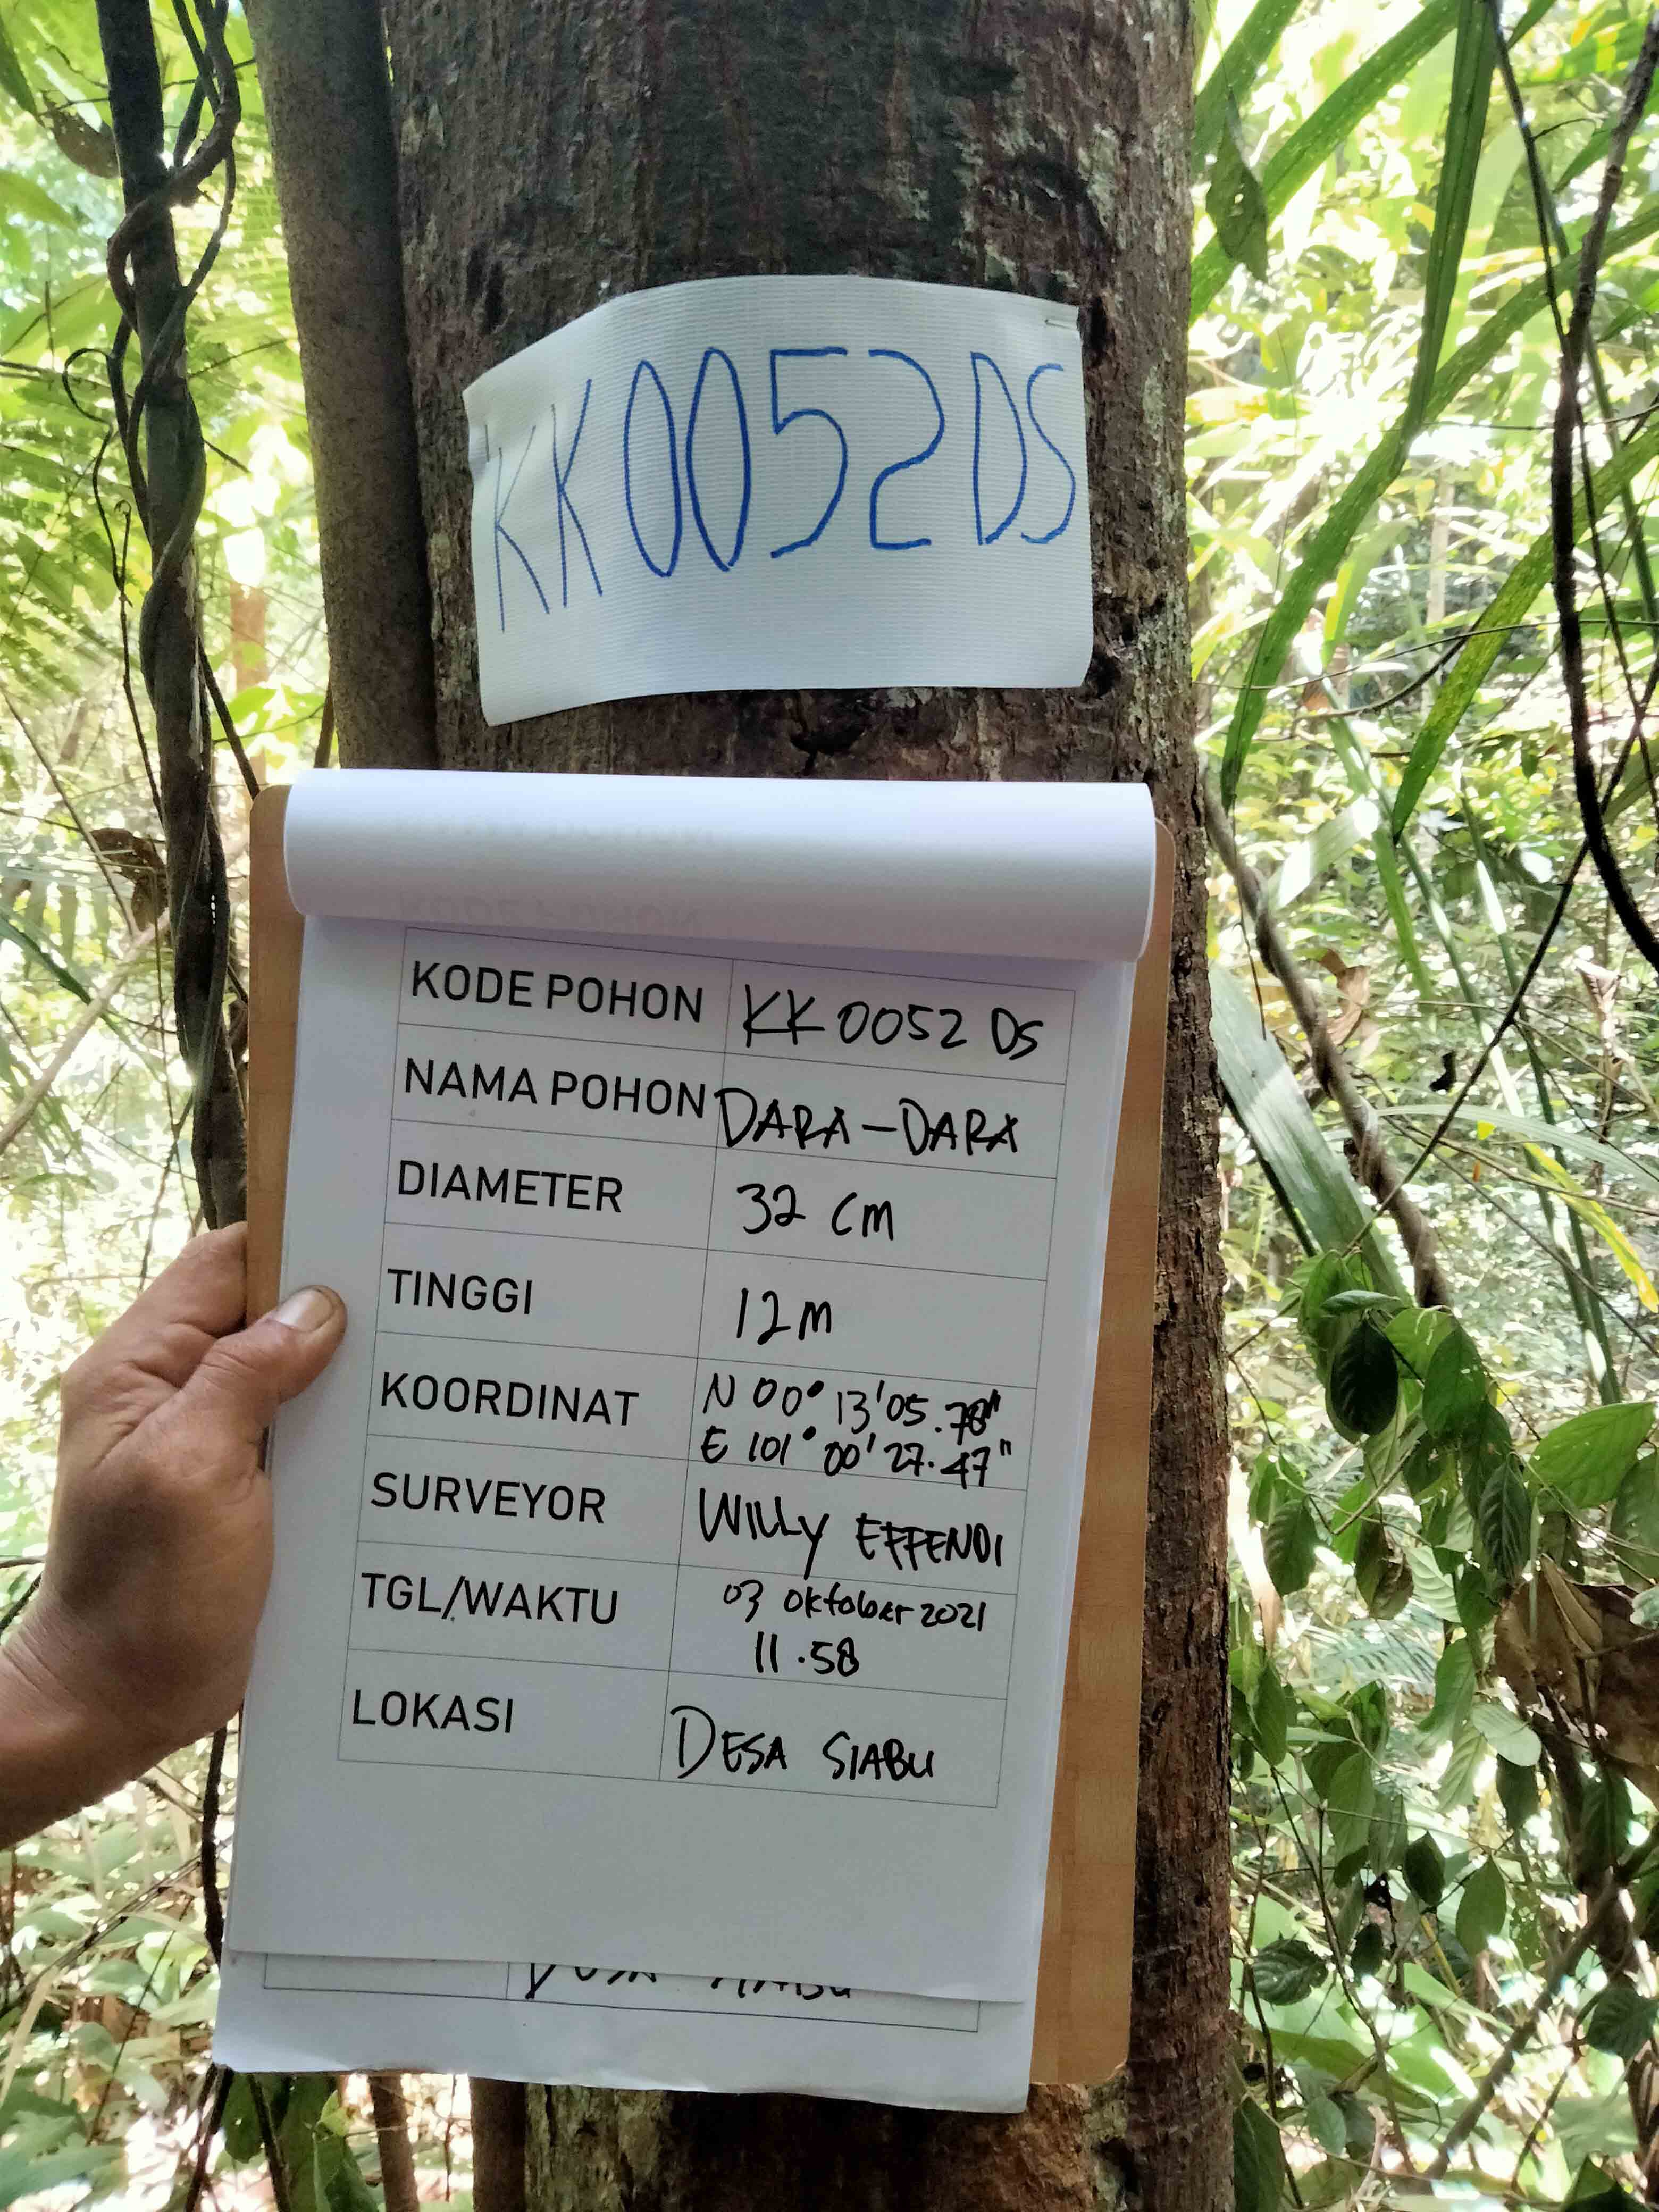 KK0052DS
KODE POHON KK 0052 DS
NAMA POHON DARA-DARA
DIAMETER 32 cm
TINGGI 12 m
KOORDINAT N 00° 13' 05.78"
E 101° 00' 27.47"
SURVEYOR WILLY EFFENDI
TGL/WAKTU 03 Oktober 2021
11.58
LOKASI DESA SIABU